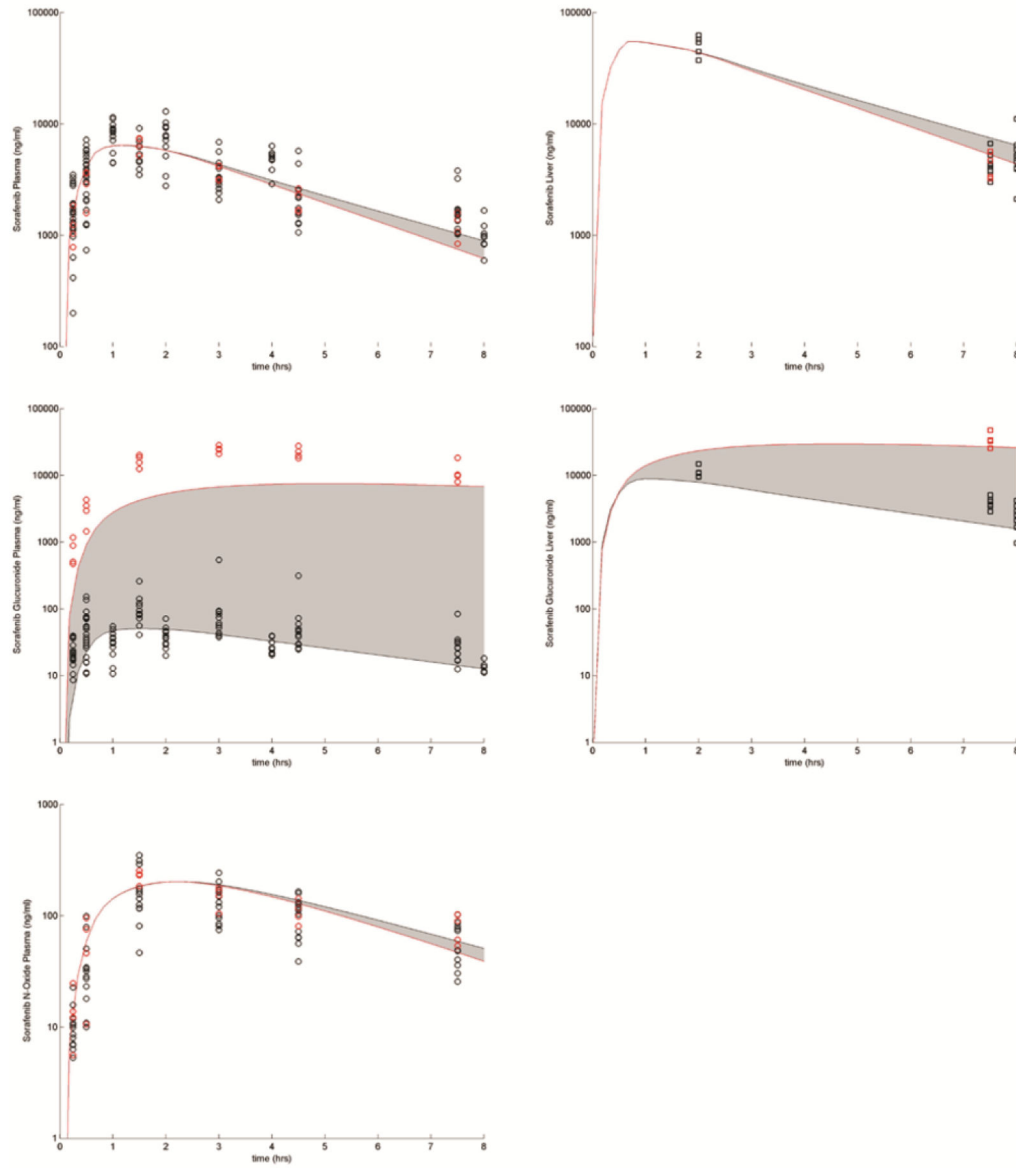 100000
10000
1000
100
Sorafenib Plasma (ng/ml)
0 1 2 3 4 5 6 7 8
time (hrs)
100000
10000
1000
100
Sorafenib Liver (ng/ml)
0 1 2 3 4 5 6 7 8
time (hrs)
100000
10000
1000
100
10
1
Sorafenib Glucuronide Plasma (ng/ml)
0 1 2 3 4 5 6 7 8
time (hrs)
100000
10000
1000
100
10
1
Sorafenib Glucuronide Liver (ng/ml)
0 1 2 3 4 5 6 7 8
time (hrs)
1000
100
10
1
Sorafenib N-Oxide Plasma (ng/ml)
0 1 2 3 4 5 6 7 8
time (hrs)